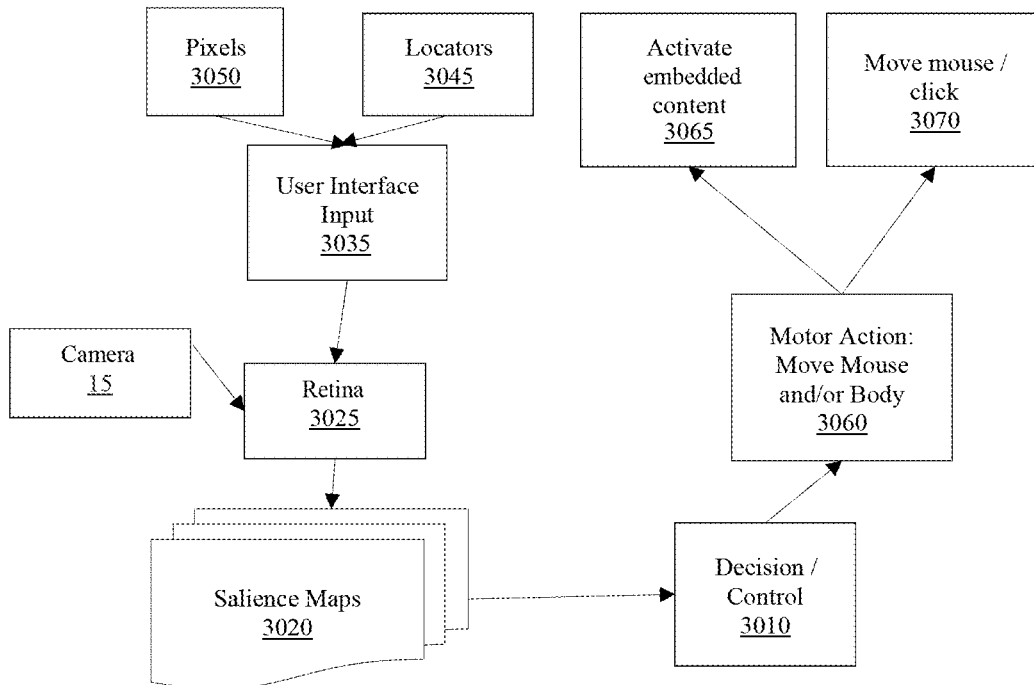 Pixels
3050
Locators
3045
Activate
embedded
content
3065
Move mouse /
click
3070
User Interface
Input
3035
Camera
15
Retina
3025
Motor Action:
Move Mouse
and/or Body
3060
Salience Maps
3020
Decision /
Control
3010